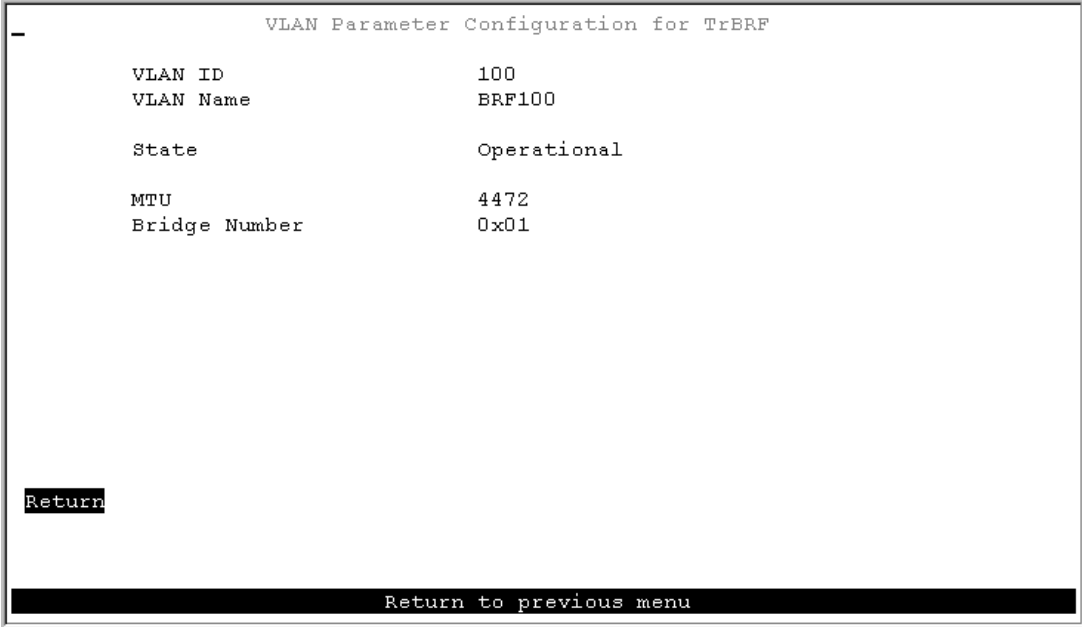 VLAN Parameter Configuration for TrBRF
VLAN ID 100
VLAN Name BRF100
State Operational
MTU 4472
Bridge Number 0x01
Return
Return to previous menu